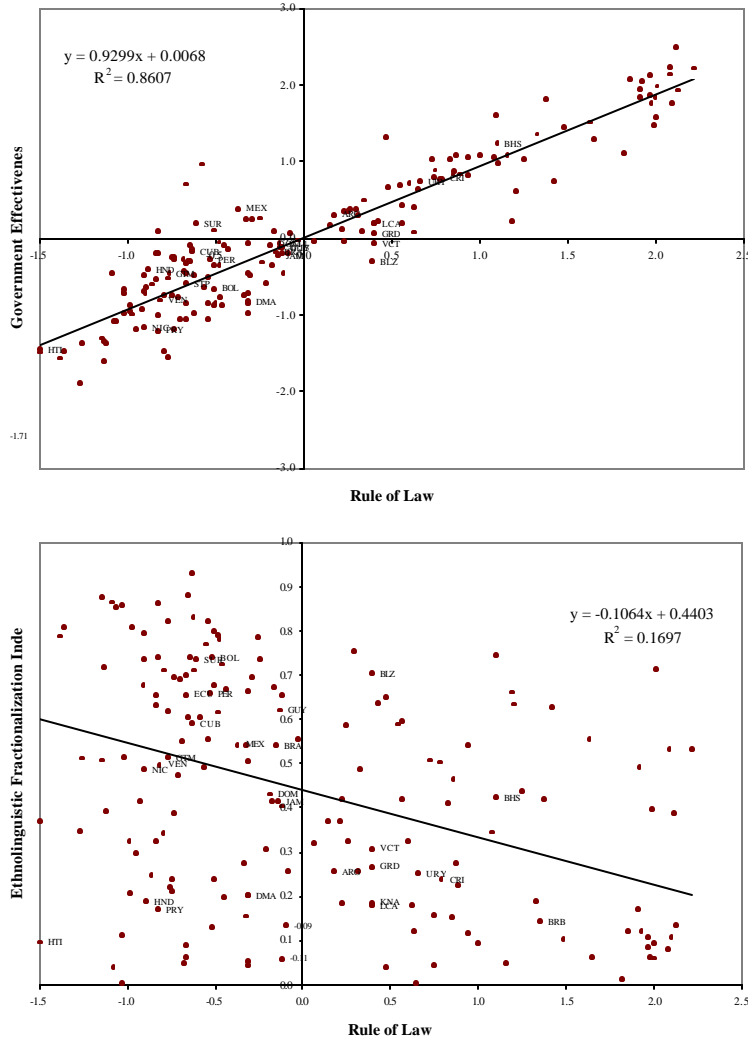 3.0
y = 0.9299x + 0.0068
R2 = 0.8607
2.0
BHS
1.0
CRI
MEX
SUR
LCA
GRD
0.0
-1.5
-1.0
-0.5
0.0
0.5
1.0
1.5
2.0
2.5
VCT
CUB
PER
BLZ
HND
GTM
STP
BOL
VEN
DMA
-1.0
NIC
PRY
HTI
-2.0
-1.71
-3.0
Government Effectivenes
Rule of Law
1.0
0.9
y = -0.1064x + 0.4403
R2 = 0.1697
0.8
SUR
BOL
0.7
BLZ
ECU
PER
GUY
0.6
CUB
MEX
BRA
GTM
0.5
VEN
NIC
DOM
BHS
JAM
0.4
VCT
0.3
GRD
ARG
URY
CRI
DMA
0.2
HND
KNA
LCA
PRY
BRB
-0.09
0.1
HTI
-0.11
0.0
-1.5
-1.0
-0.5
0.0
0.5
1.0
1.5
2.0
2.5
Ethnolinguistic Fractionalization Inde
Rule of Law